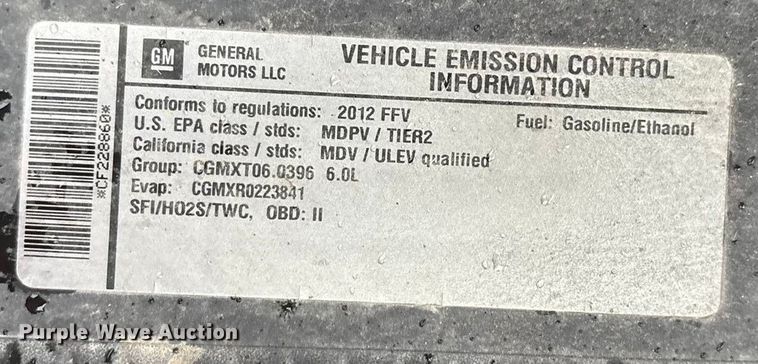 GM GENERAL MOTORS LLC
VEHICLE EMISSION CONTROL
INFORMATION
Conforms to regulations: 2012 FFV
Fuel: Gasoline/Ethanol
U.S. EPA class / stds: MDPV / TIER2
California class / stds: MDV / ULEV qualified
Group: CGMXT06.0396 6.0L
Evap: CGMXR0223841
SFI/HO2S/TWC, OBD: II
*CF228860*
Purple Wave Auction